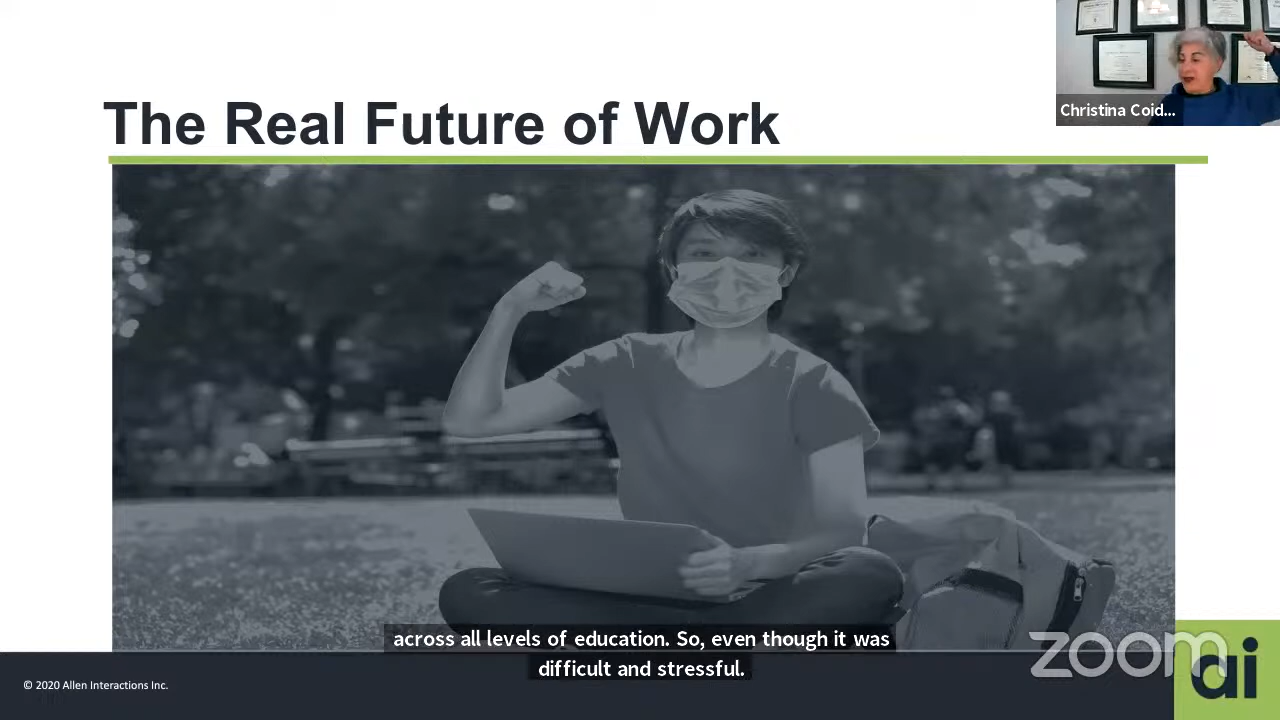 The Real Future of Work
Christina Coid...
across all levels of education. So, even though it was
difficult and stressful.
zoom
ai
© 2020 Allen Interactions Inc.